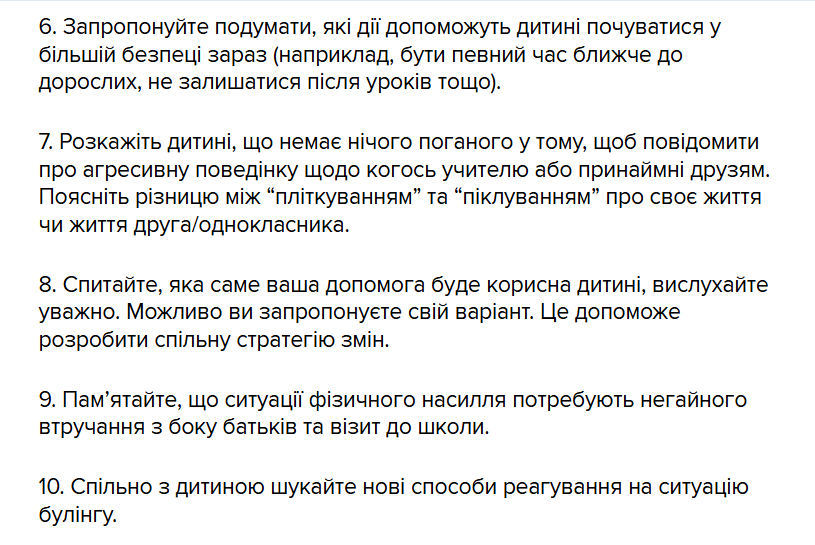 6. Запропонуйте подумати, які дії допоможуть дитині почуватися у
більшій безпеці зараз (наприклад, бути певний час ближче до
дорослих, не залишатися після уроків тощо).
7. Розкажіть дитині, що немає нічого поганого у тому, щоб повідомити
про агресивну поведінку щодо когось учителю або принаймні друзям.
Поясніть різницю між “пліткуванням” та “піклуванням” про своє життя
чи життя друга/однокласника.
8. Спитайте, яка саме ваша допомога буде корисна дитині, вислухайте
уважно. Можливо ви запропонуєте свій варіант. Це допоможе
розробити спільну стратегію змін.
9. Пам’ятайте, що ситуації фізичного насилля потребують негайного
втручання з боку батьків та візит до школи.
10. Спільно з дитиною шукайте нові способи реагування на ситуацію
булінгу.